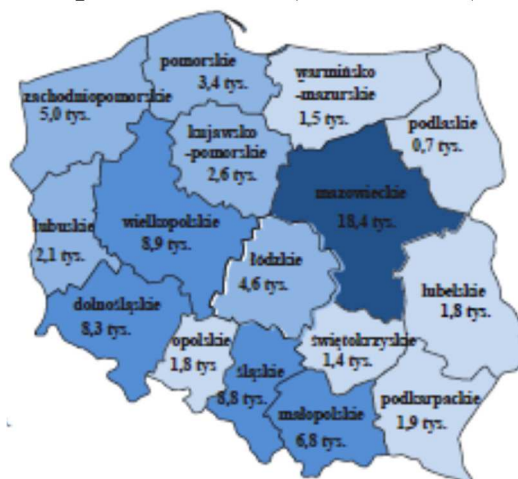 pomorskie
3,4 tys.
warmińsko
-mazurskie
1,5 tys.
zachodniopomorskie
5,0 tys.
podlaskie
0,7 tys.
kujawsko
-pomorskie
2,6 tys.
mazowieckie
18,4 tys.
lubuskie
2,1 tys.
wielkopolskie
8,9 tys.
łódzkie
4,6 tys.
lubelskie
1,8 tys.
dolnośląskie
8,3 tys.
opolskie
1,8 tys.
świętokrzyskie
1,4 tys.
śląskie
8,8 tys.
małopolskie
6,8 tys.
podkarpackie
1,9 tys.